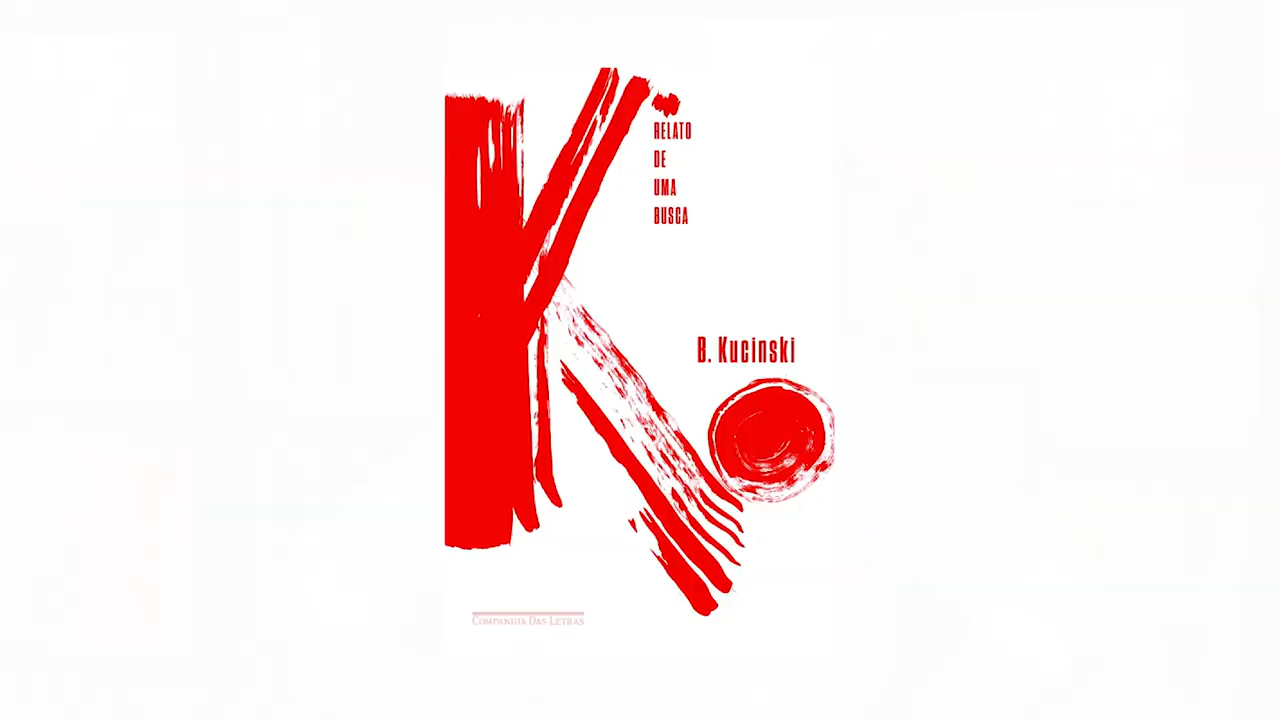 K.
RELATO
DE
UMA
BUSCA
B. Kucinski
COMPANHIA DAS LETRAS